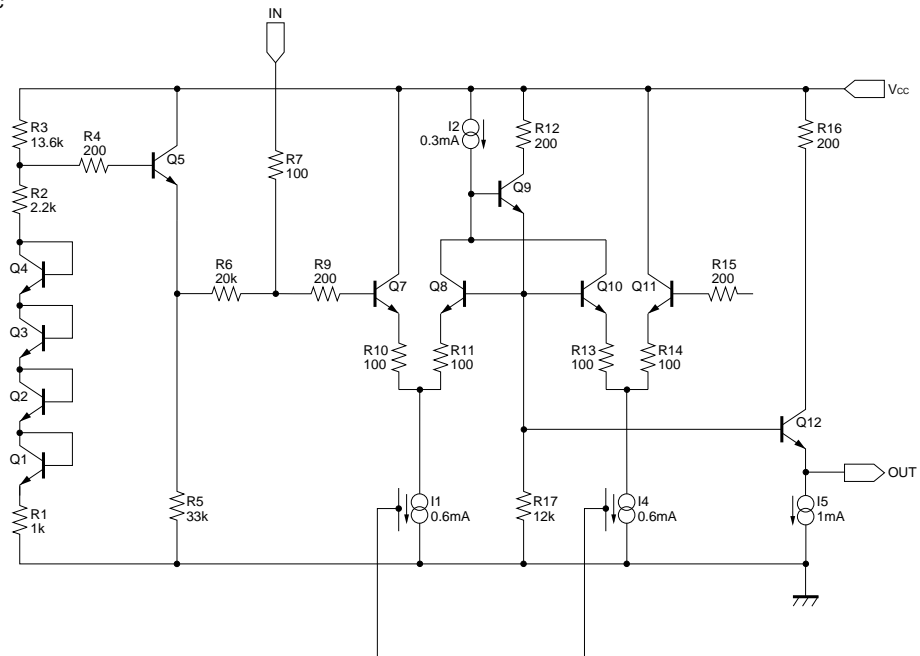 IN
Vcc
R3
13.6k
R4
200
Q5
R7
100
I2
0.3mA
R12
200
R16
200
Q9
R2
2.2k
Q4
R6
20k
R9
200
Q7
Q8
Q10
Q11
R15
200
Q3
R10
100
R11
100
R13
100
R14
100
Q2
Q12
Q1
OUT
R1
1k
R5
33k
I1
0.6mA
R17
12k
I4
0.6mA
I5
1mA